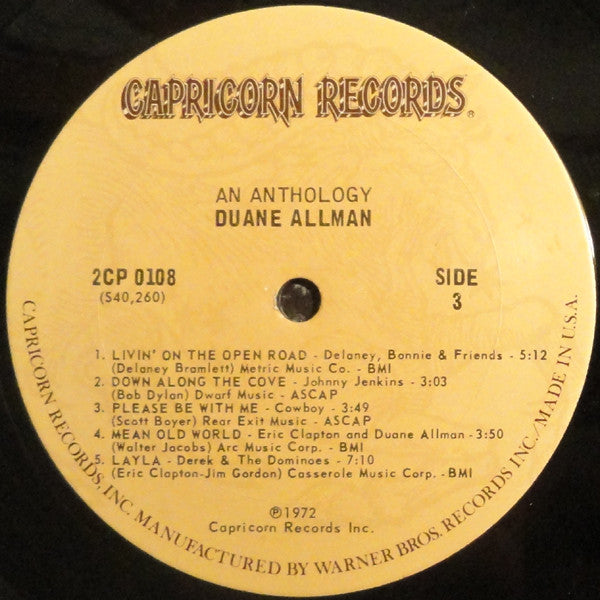 CAPRICORN RECORDS®
AN ANTHOLOGY
DUANE ALLMAN
2CP 0108
(S40,260)
SIDE
3
1. LIVIN' ON THE OPEN ROAD - Delaney, Bonnie & Friends - 5:12
(Delaney Bramlett) Metric Music Co. - BMI
2. DOWN ALONG THE COVE - Johnny Jenkins - 3:03
(Bob Dylan) Dwarf Music - ASCAP
3. PLEASE BE WITH ME - Cowboy - 3:49
(Scott Boyer) Rear Exit Music - ASCAP
4. MEAN OLD WORLD - Eric Clapton and Duane Allman - 3:50
(Walter Jacobs) Arc Music Corp. - BMI
5. LAYLA - Derek & The Dominoes - 7:10
(Eric Clapton-Jim Gordon) Casserole Music Corp. - BMI
℗1972
Capricorn Records Inc.
CAPRICORN RECORDS, INC. MANUFACTURED BY WARNER BROS. RECORDS INC./MADE IN U.S.A.